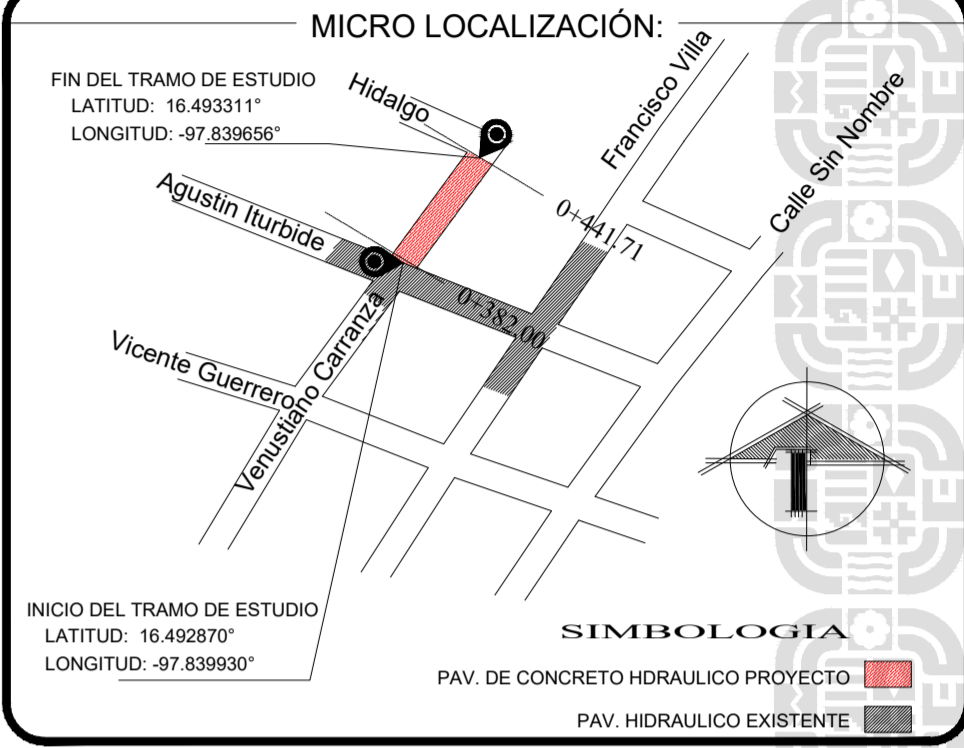 MICRO LOCALIZACIÓN:
FIN DEL TRAMO DE ESTUDIO
LATITUD: 16.493311°
LONGITUD: -97.839656°
Hidalgo
Francisco Villa
Calle Sin Nombre
Agustin Iturbide
0+441.71
0+382.00
Vicente Guerrero
Venustiano Carranza
INICIO DEL TRAMO DE ESTUDIO
LATITUD: 16.492870°
LONGITUD: -97.839930°
SIMBOLOGIA
PAV. DE CONCRETO HDRAULICO PROYECTO
PAV. HIDRAULICO EXISTENTE